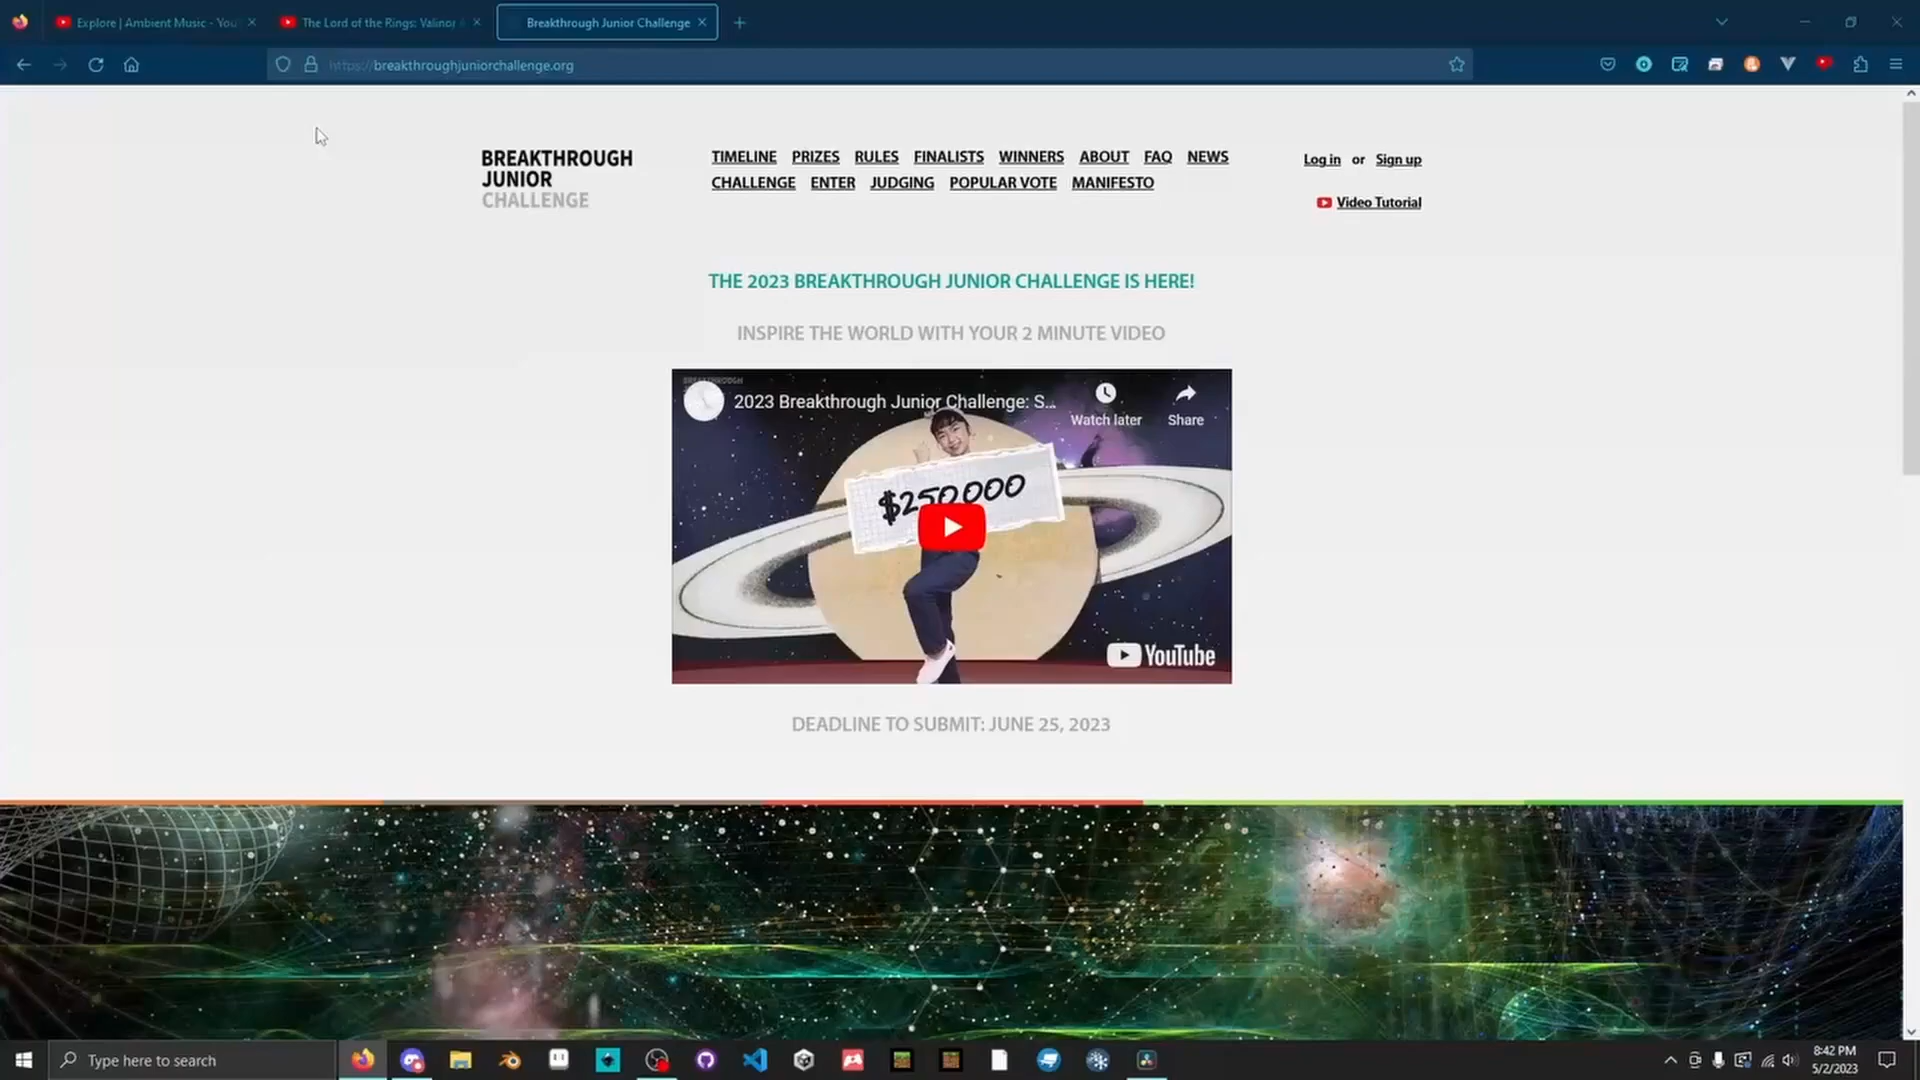 Explore | Ambient Music - You
The Lord of the Rings: Valinor
Breakthrough Junior Challenge
https://breakthroughjuniorchallenge.org
BREAKTHROUGH
JUNIOR
CHALLENGE
TIMELINE PRIZES RULES FINALISTS WINNERS ABOUT FAQ NEWS
CHALLENGE ENTER JUDGING POPULAR VOTE MANIFESTO
Log in or Sign up
Video Tutorial
THE 2023 BREAKTHROUGH JUNIOR CHALLENGE IS HERE!
INSPIRE THE WORLD WITH YOUR 2 MINUTE VIDEO
BREAKTHROUGH
2023 Breakthrough Junior Challenge: S...
Watch later
Share
$250,000
YouTube
DEADLINE TO SUBMIT: JUNE 25, 2023
Type here to search
8:42 PM
5/2/2023